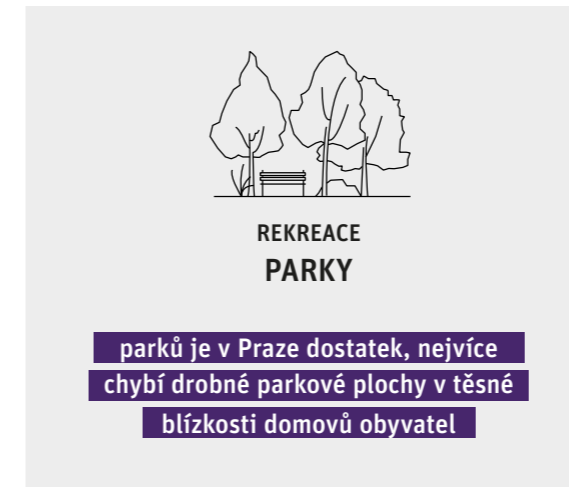 REKREACE
PARKY
parků je v Praze dostatek, nejvíce
chybí drobné parkové plochy v těsné
blízkosti domovů obyvatel